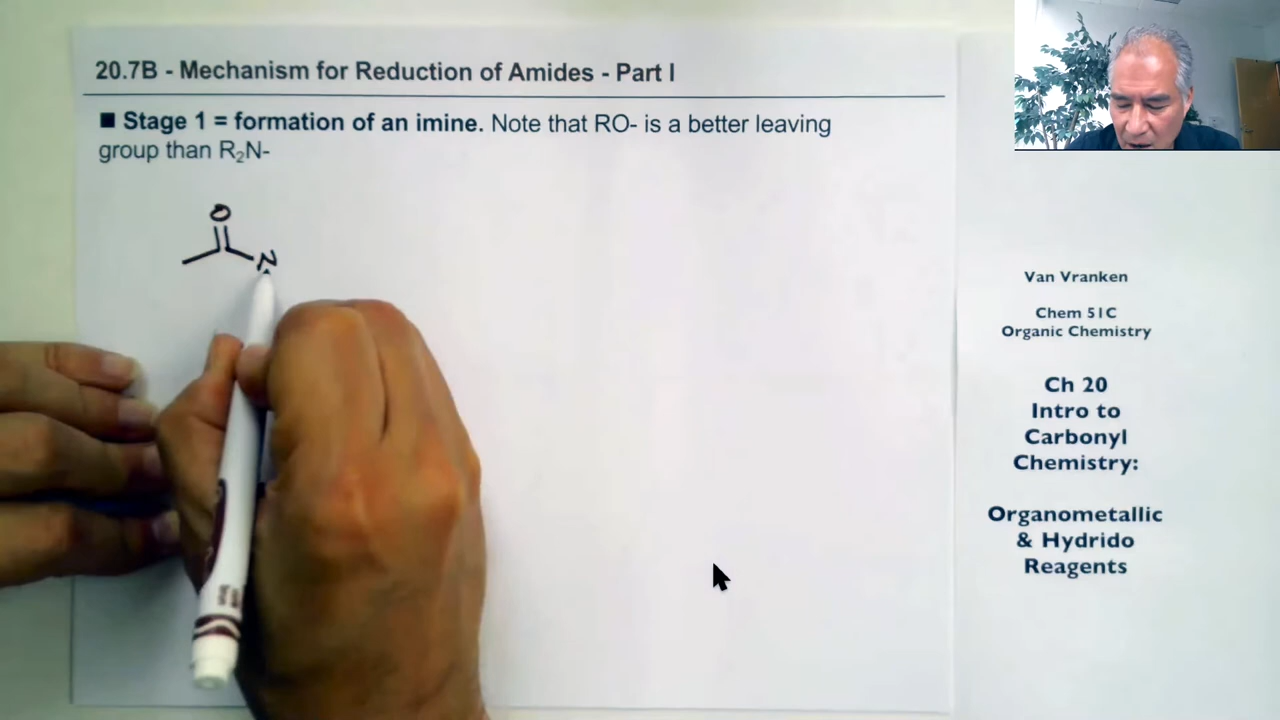 20.7B - Mechanism for Reduction of Amides - Part I
■ Stage 1 = formation of an imine. Note that RO- is a better leaving
group than R₂N-
O
N
Van Vranken
Chem 51C
Organic Chemistry
Ch 20
Intro to
Carbonyl
Chemistry:
Organometallic
& Hydrido
Reagents